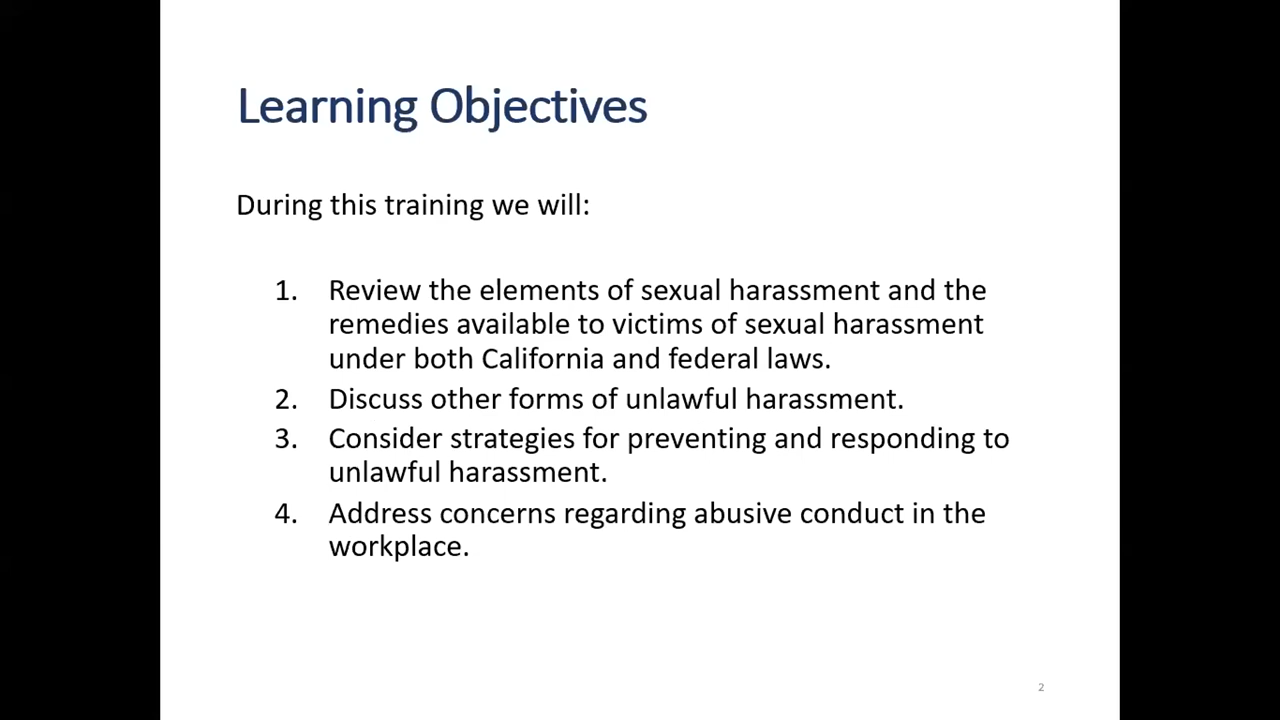 Learning Objectives
During this training we will:
1. Review the elements of sexual harassment and the
remedies available to victims of sexual harassment
under both California and federal laws.
2. Discuss other forms of unlawful harassment.
3. Consider strategies for preventing and responding to
unlawful harassment.
4. Address concerns regarding abusive conduct in the
workplace.
2